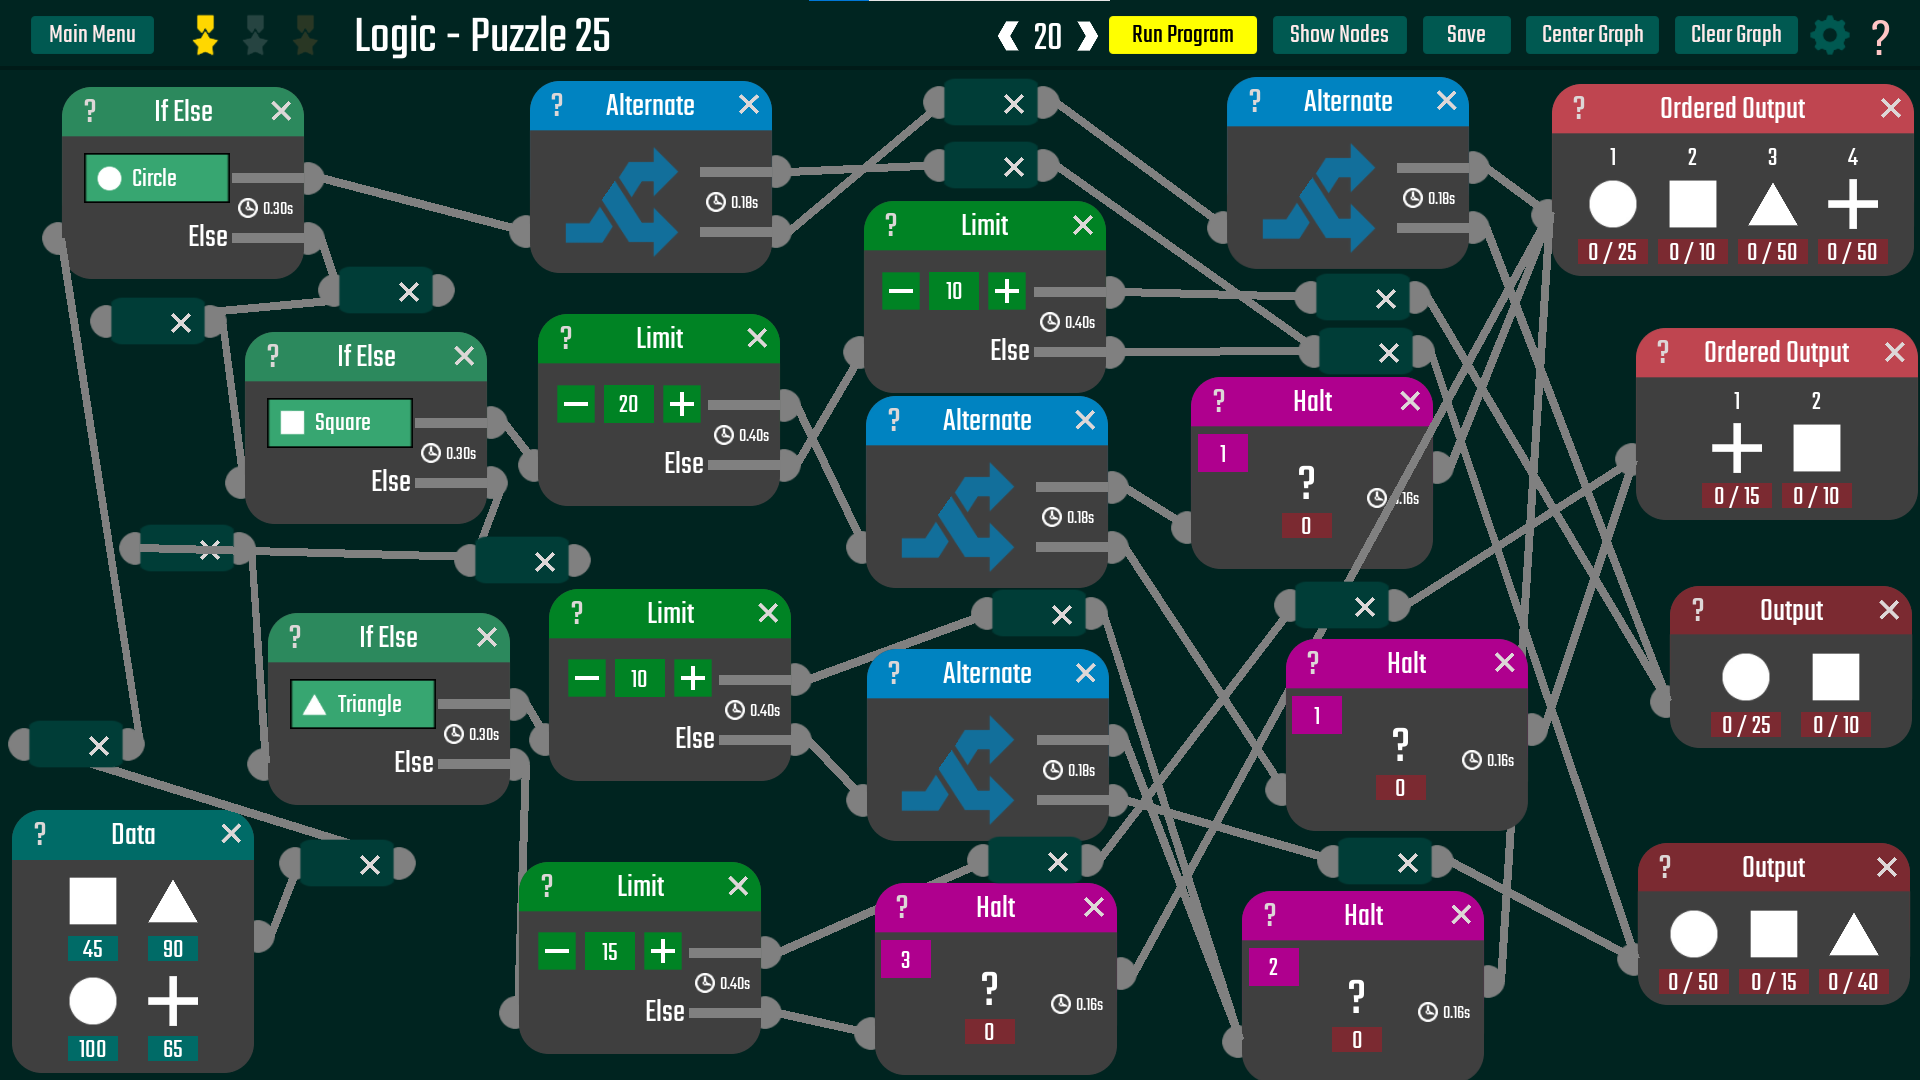 Main Menu
Logic - Puzzle 25
20
Run Program
Show Nodes
Save
Center Graph
Clear Graph
?
? If Else
Circle
0.30s
Else
? Alternate
0.18s
? Alternate
0.18s
? Ordered Output
1 2 3 4
0 / 25 0 / 10 0 / 50 0 / 50
? Limit
10
0.40s
Else
? If Else
Square
0.30s
Else
? Limit
20
0.40s
Else
? Ordered Output
1 2
0 / 15 0 / 10
? Alternate
0.18s
? Halt
1
?
0.16s
0
? If Else
Triangle
0.30s
Else
? Limit
10
0.40s
Else
? Alternate
0.18s
? Halt
1
?
0.16s
0
? Output
0 / 25 0 / 10
? Data
45 90
100 65
? Limit
15
0.40s
Else
? Halt
3
?
0.16s
0
? Halt
2
?
0.16s
0
? Output
0 / 50 0 / 15 0 / 40